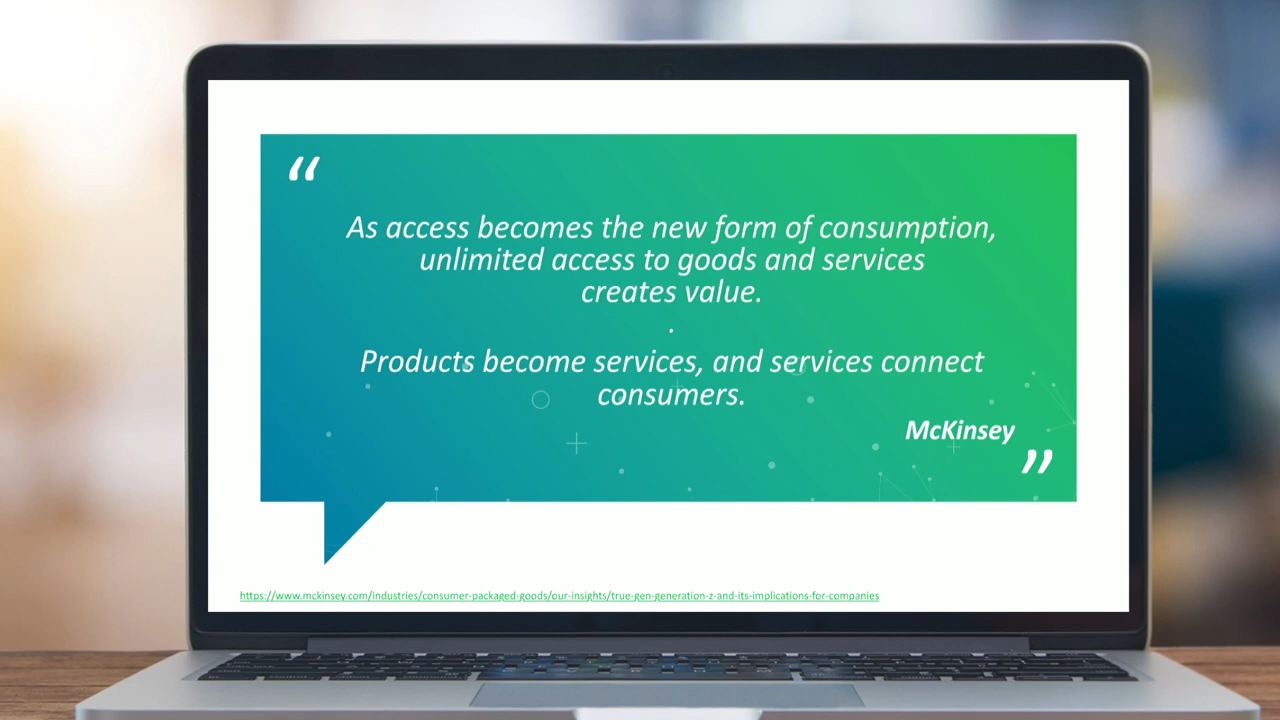 “
As access becomes the new form of consumption,
unlimited access to goods and services
creates value.
.
Products become services, and services connect
consumers.
McKinsey
”
https://www.mckinsey.com/industries/consumer-packaged-goods/our-insights/true-gen-generation-z-and-its-implications-for-companies